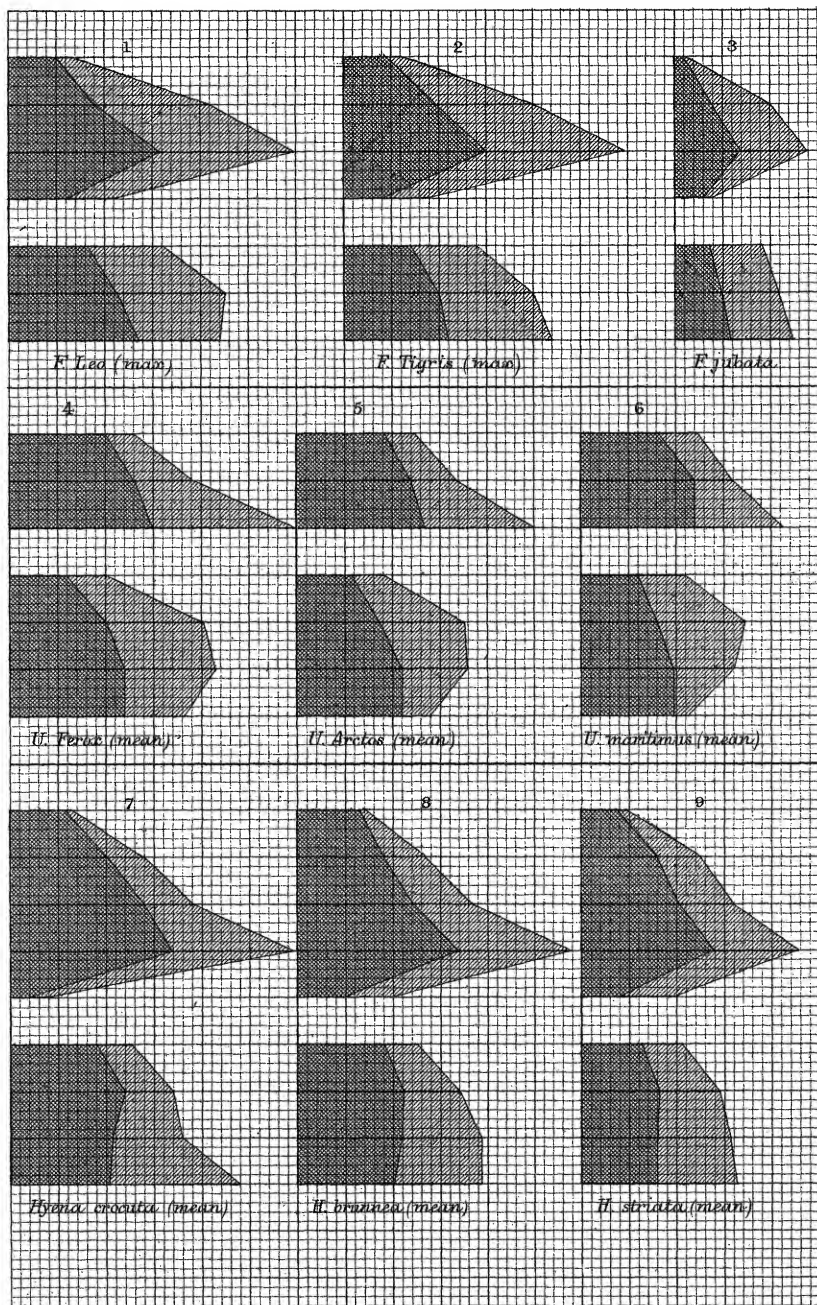 1 2 3
F. Leo (max) F. Tigris (max) F. jubata
4 5 6
U. Ferox (mean) U. Arctos (mean) U. maritimus (mean)
7 8 9
Hyena crocuta (mean) H. brunnea (mean) H. striata (mean)